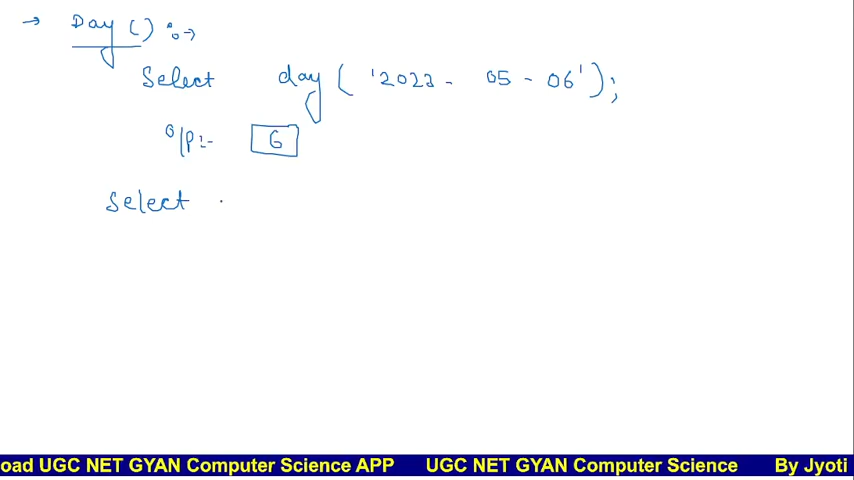 → Day () :→
Select day ( '2022 - 05 - 06' );
O/P:- 6
Select
oad UGC NET GYAN Computer Science APP UGC NET GYAN Computer Science By Jyoti